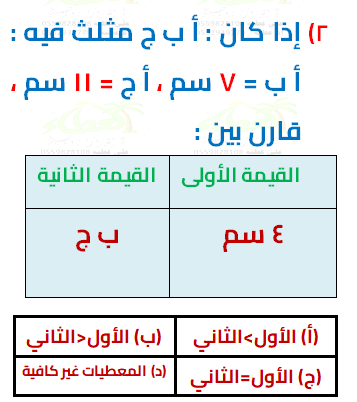 ٢) إذا كان : أ ب ج مثلث فيه :
أ ب = ٧ سم ، أ ج = ١١ سم ،
قارن بين :
القيمة الأولى القيمة الثانية
٤ سم ب ج
(أ) الأول>الثاني (ب) الأول<الثاني
(ج) الأول=الثاني (د) المعطيات غير كافية